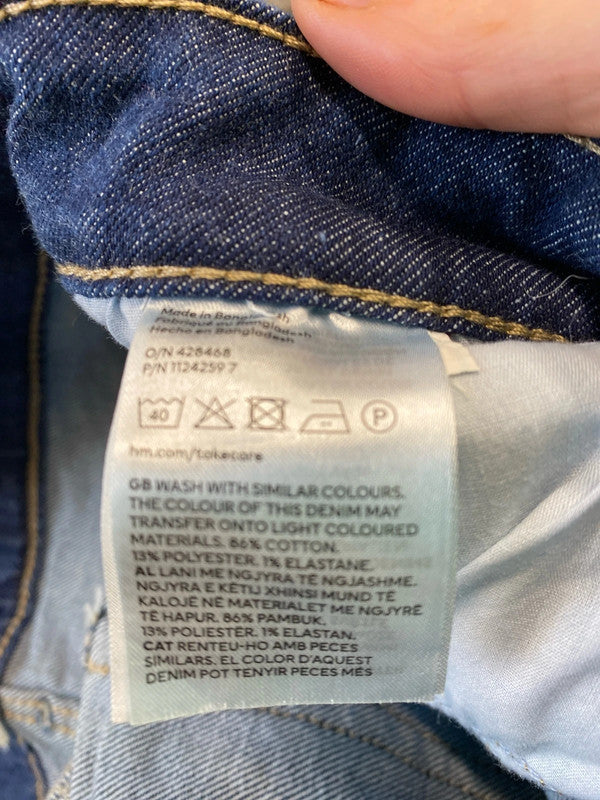 Made in Bangladesh
Fabriqué au Bangladesh
Hecho en Bangladesh
O/N 428468
P/N 1124259 7
40 P
hm.com/takecare
GB WASH WITH SIMILAR COLOURS.
THE COLOUR OF THIS DENIM MAY
TRANSFER ONTO LIGHT COLOURED
MATERIALS. 86% COTTON.
13% POLYESTER. 1% ELASTANE.
AL LANI ME NGJYRA TË NGJASHME.
NGJYRA E KËTIJ XHINSI MUND TË
KALOJË NË MATERIALET ME NGJYRË
TË HAPUR. 86% PAMBUK.
13% POLIESTËR. 1% ELASTAN.
CAT RENTEU-HO AMB PECES
SIMILARS. EL COLOR D'AQUEST
DENIM POT TENYIR PECES MÉS